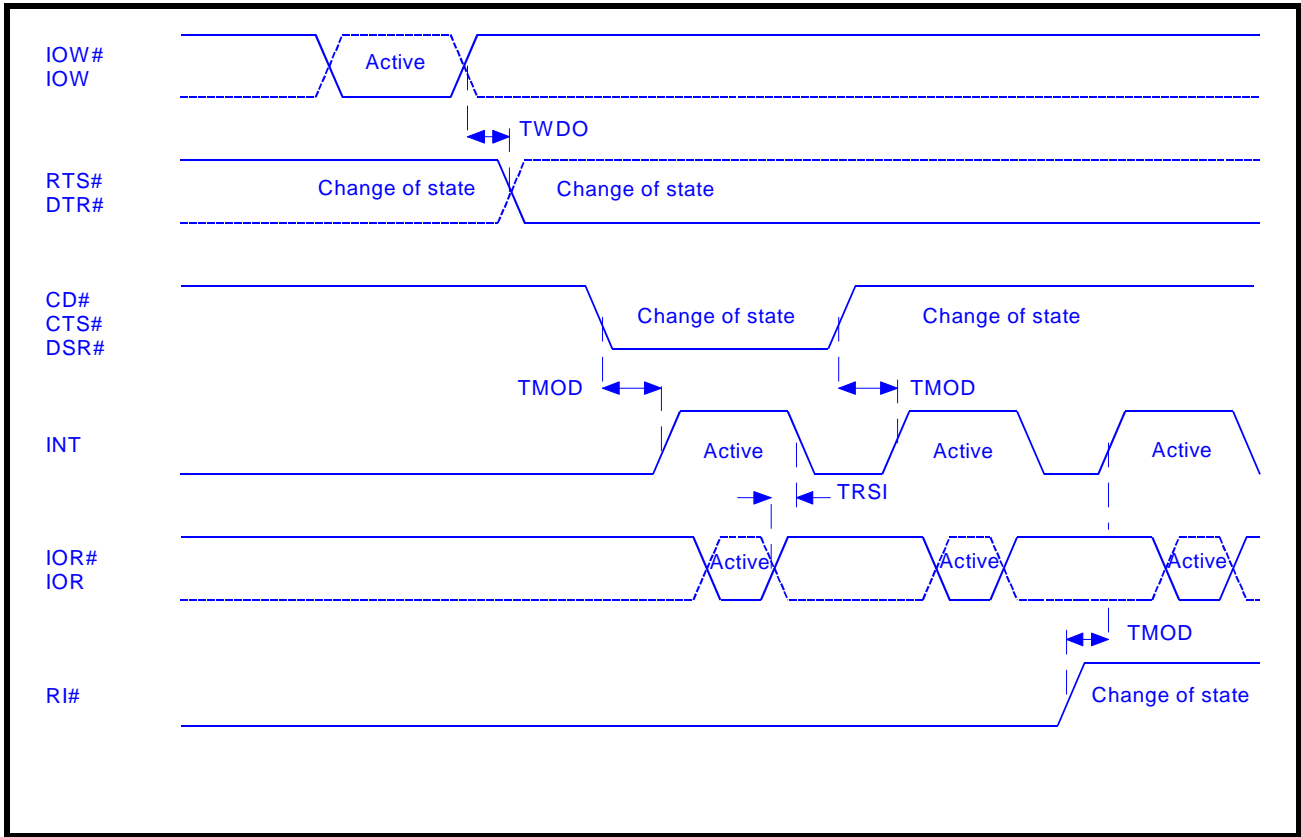 IOW#
IOW
Active
TWDO
RTS#
DTR#
Change of state
Change of state
CD#
CTS#
DSR#
Change of state
Change of state
TMOD
TMOD
INT
Active
Active
Active
TRSI
IOR#
IOR
Active
Active
Active
TMOD
RI#
Change of state